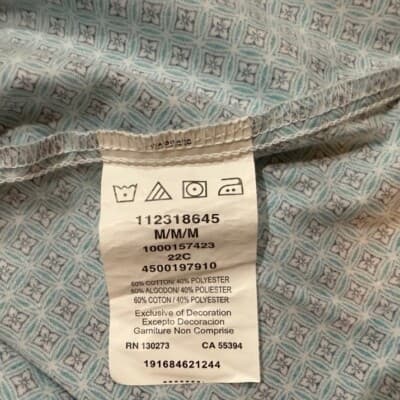 112318645
M/M/M
1000157423
22C
4500197910
60% COTTON/ 40% POLYESTER
60% ALGODON/ 40% POLIESTER
60% COTON / 40% POLYESTER
Exclusive of Decoration
Excepto Decoracion
Garniture Non Comprise
RN 130273 CA 55394
191684621244